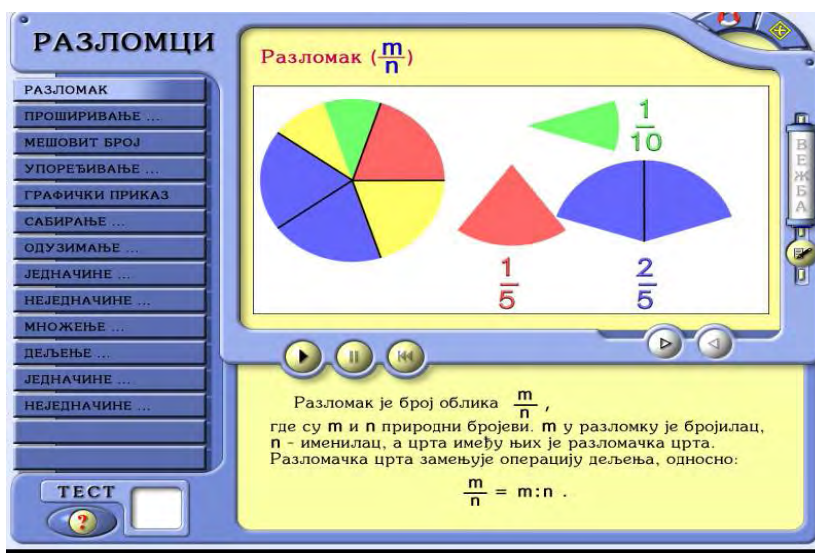 РАЗЛОМЦИ
РАЗЛОМАК
ПРОШИРИВАЊЕ ...
МЕШОВИТ БРОЈ
УПОРЕЂИВАЊЕ ...
ГРАФИЧКИ ПРИКАЗ
САБИРАЊЕ ...
ОДУЗИМАЊЕ ...
ЈЕДНАЧИНЕ ...
НЕЈЕДНАЧИНЕ ...
МНОЖЕЊЕ ...
ДЕЉЕЊЕ ...
ЈЕДНАЧИНЕ ...
НЕЈЕДНАЧИНЕ ...
ТЕСТ
?
Разломак (m/n)
1/10
1/5
2/5
ВЕЖБА
Разломак је број облика m/n ,
где су m и n природни бројеви. m у разломку је бројилац,
n - именилац, а црта имеђу њих је разломачка црта.
Разломачка црта замењује операцију дељења, односно:
m/n = m:n .